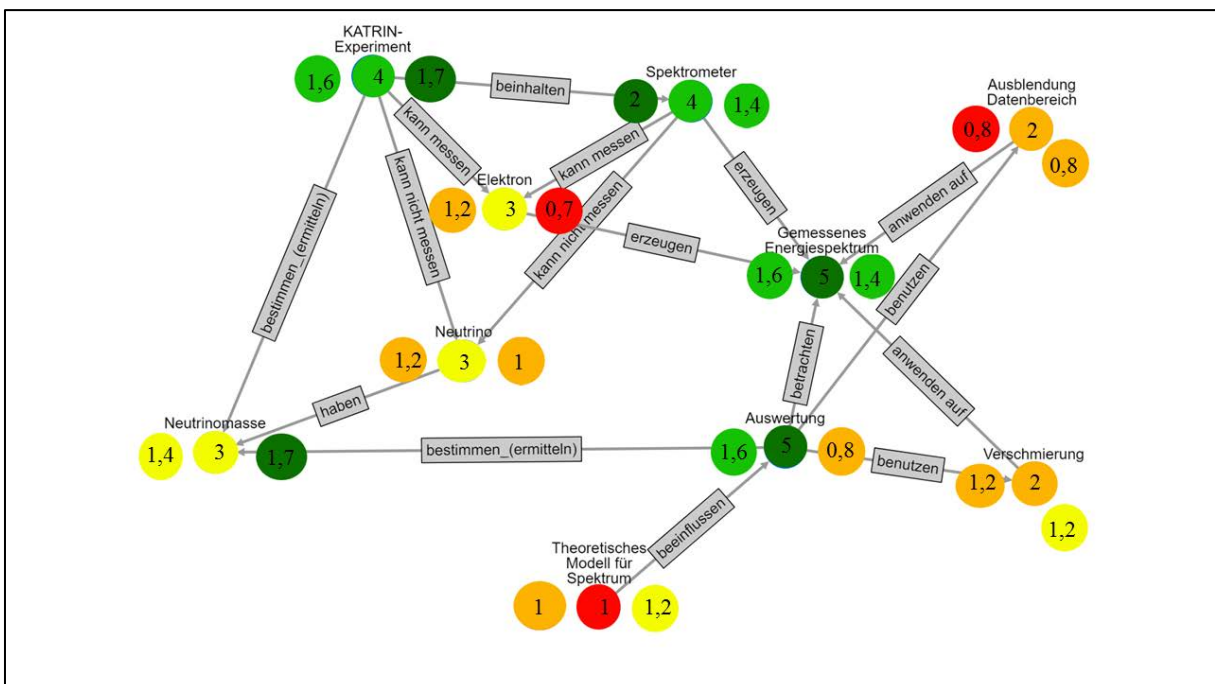 KATRIN-
Experiment
1,6
4
1,7
beinhalten
2
Spektrometer
4
1,4
Ausblendung
Datenbereich
0,8
2
0,8
kann messen
kann messen
kann nicht messen
kann nicht messen
Elektron
1,2
3
0,7
erzeugen
erzeugen
anwenden auf
benutzen
Gemessenes
Energiespektrum
1,6
5
1,4
bestimmen_(ermitteln)
Neutrino
1,2
3
1
haben
betrachten
anwenden auf
Neutrinomasse
1,4
3
1,7
bestimmen_(ermitteln)
Auswertung
1,6
5
0,8
benutzen
Verschmierung
1,2
2
1,2
beeinflussen
Theoretisches
Modell für
Spektrum
1
1
1,2